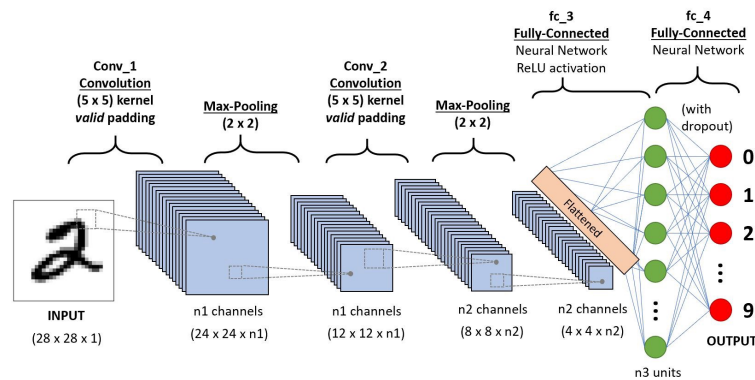 fc_3
Fully-Connected
Neural Network
ReLU activation
fc_4
Fully-Connected
Neural Network
Conv_1
Convolution
(5 x 5) kernel
valid padding
Max-Pooling
(2 x 2)
Conv_2
Convolution
(5 x 5) kernel
valid padding
Max-Pooling
(2 x 2)
(with
dropout)
Flattened
0
1
2
9
2
INPUT
(28 x 28 x 1)
n1 channels
(24 x 24 x n1)
n1 channels
(12 x 12 x n1)
n2 channels
(8 x 8 x n2)
n2 channels
(4 x 4 x n2)
OUTPUT
n3 units